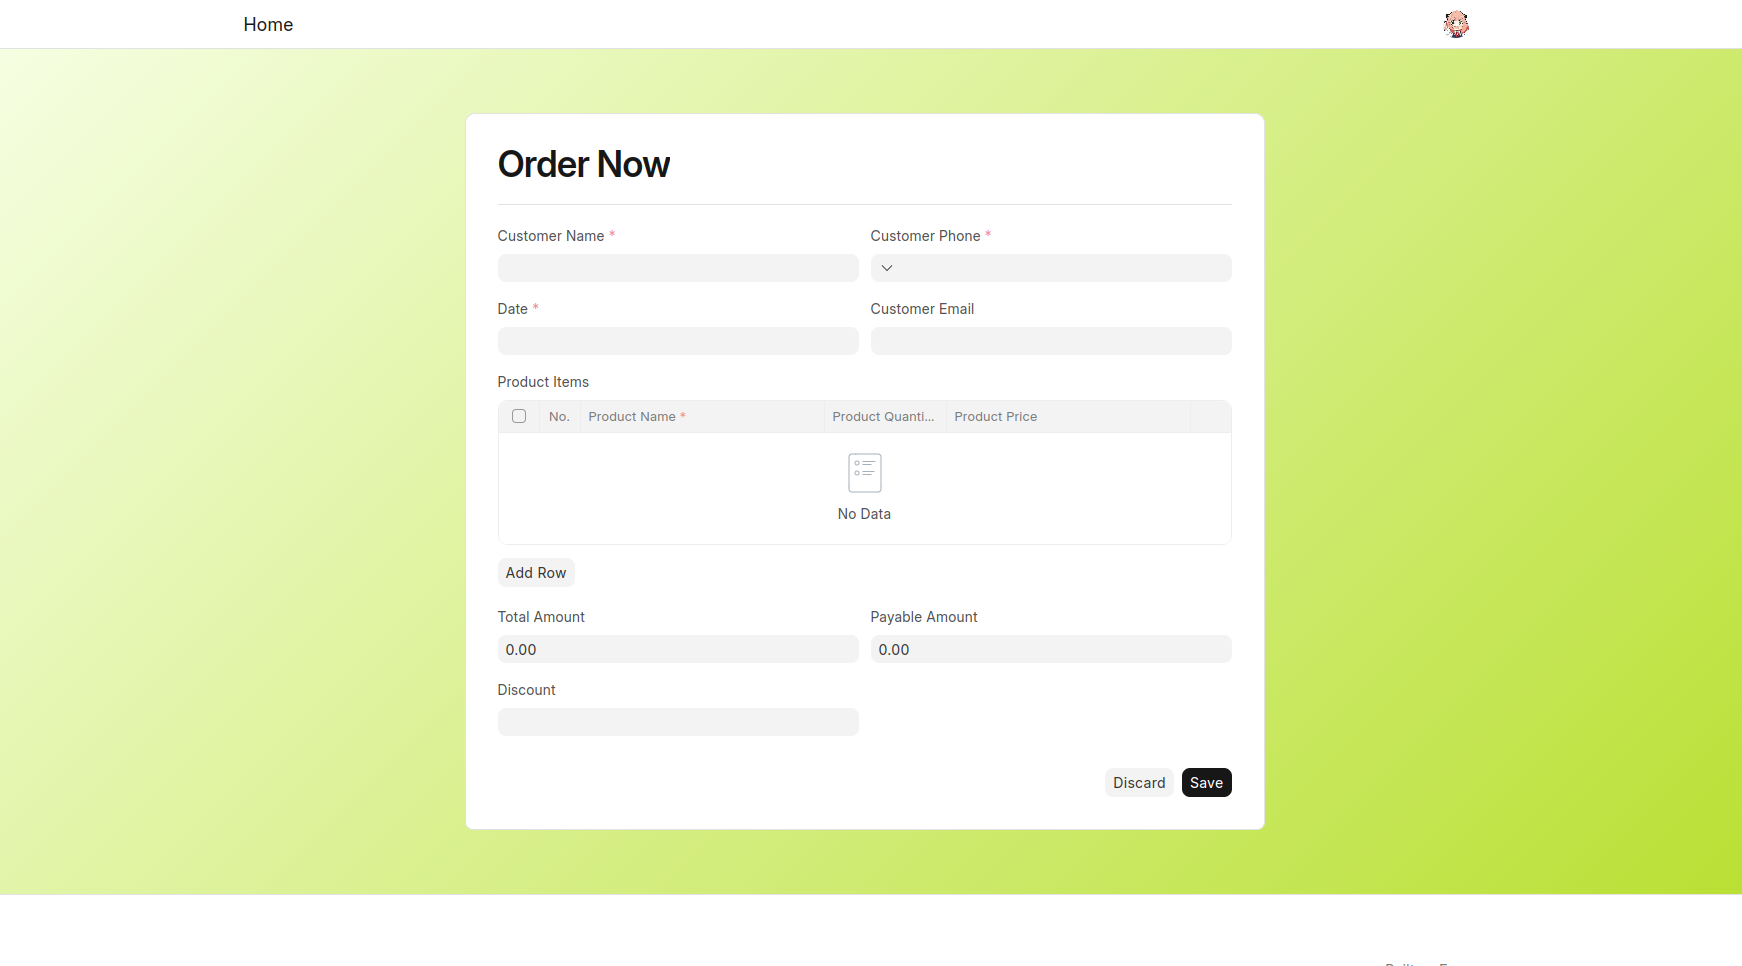 Home
Order Now
Customer Name *
Customer Phone *
Date *
Customer Email
Product Items
No.
Product Name *
Product Quanti...
Product Price
No Data
Add Row
Total Amount
Payable Amount
0.00
0.00
Discount
Discard
Save